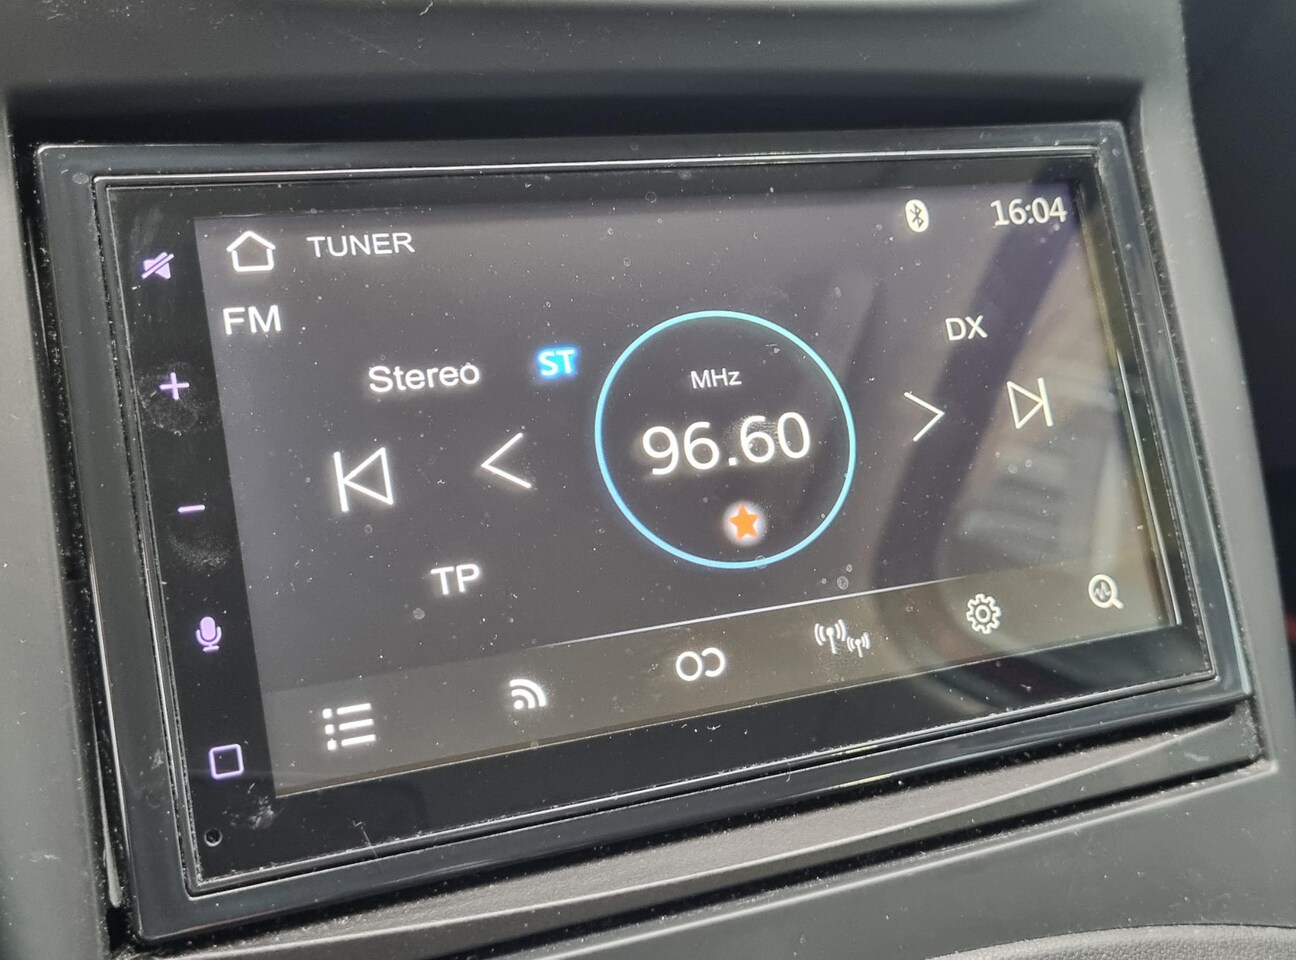 TUNER
16:04
FM
DX
Stereo
ST
MHz
96.60
TP